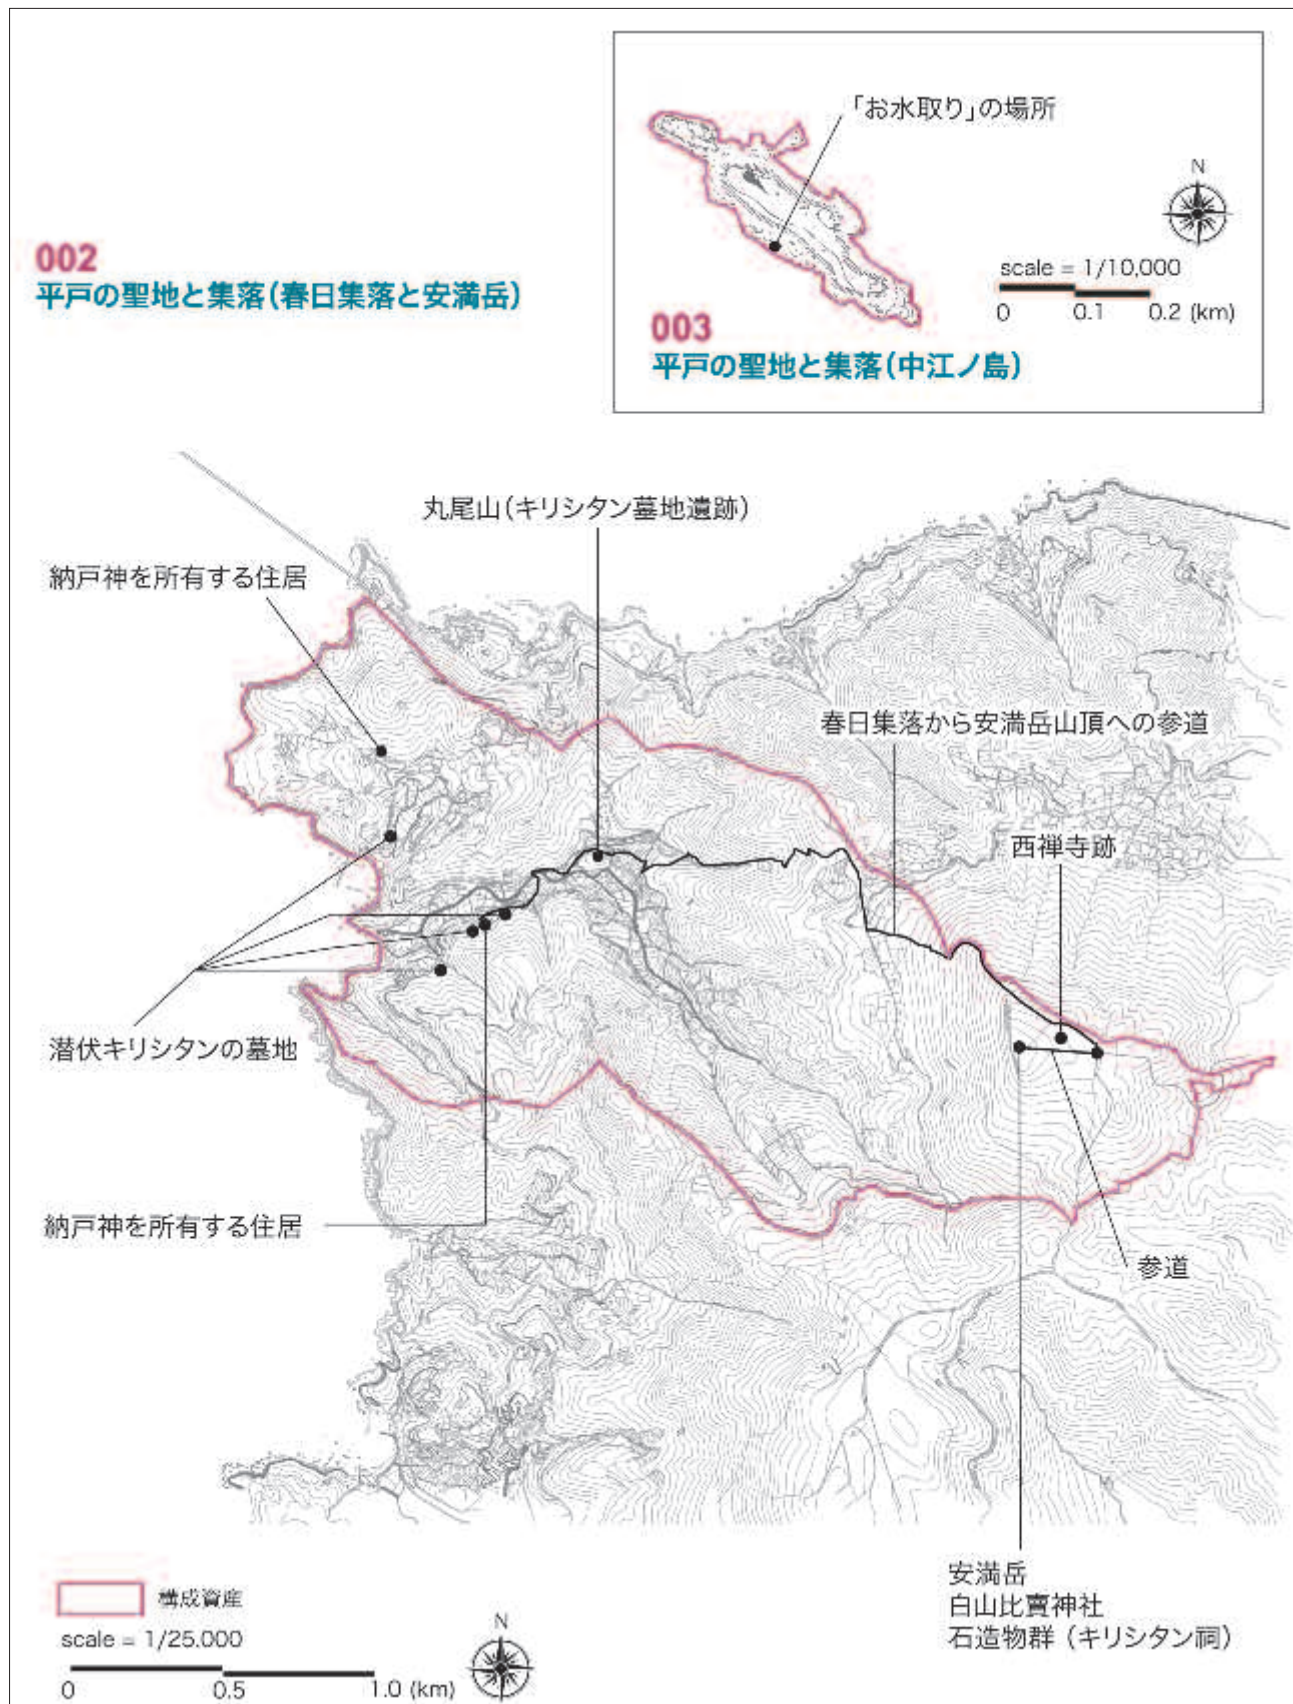 「お水取り」の場所
N
scale = 1/10,000
0 0.1 0.2 (km)
003
平戸の聖地と集落(中江ノ島)
002
平戸の聖地と集落(春日集落と安満岳)
丸尾山(キリシタン墓地遺跡)
納戸神を所有する住居
春日集落から安満岳山頂への参道
西禅寺跡
潜伏キリシタンの墓地
納戸神を所有する住居
参道
安満岳
白山比賣神社
石造物群(キリシタン祠)
構成資産
scale = 1/25.000
N
0 0.5 1.0 (km)